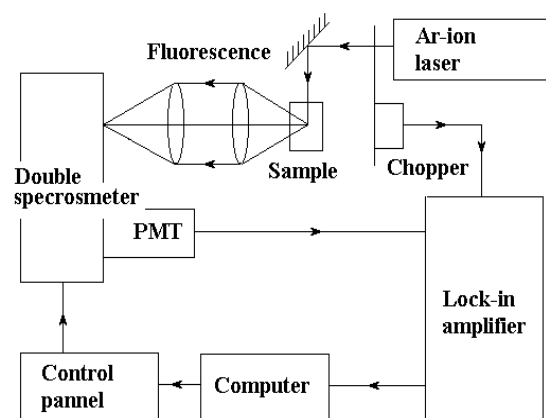 Ar-ion
laser
Fluorescence
Sample
Chopper
Double
specrosmeter
PMT
Lock-in
amplifier
Control
pannel
Computer